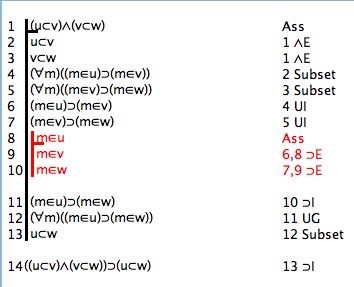 1 (u⊂v)∧(v⊂w) Ass
2 u⊂v 1 ∧E
3 v⊂w 1 ∧E
4 (∀m)((m∈u)⊃(m∈v)) 2 Subset
5 (∀m)((m∈v)⊃(m∈w)) 3 Subset
6 (m∈u)⊃(m∈v) 4 UI
7 (m∈v)⊃(m∈w) 5 UI
8 m∈u Ass
9 m∈v 6,8 ⊃E
10 m∈w 7,9 ⊃E
11 (m∈u)⊃(m∈w) 10 ⊃I
12 (∀m)((m∈u)⊃(m∈w)) 11 UG
13 u⊂w 12 Subset
14 ((u⊂v)∧(v⊂w))⊃(u⊂w) 13 ⊃I